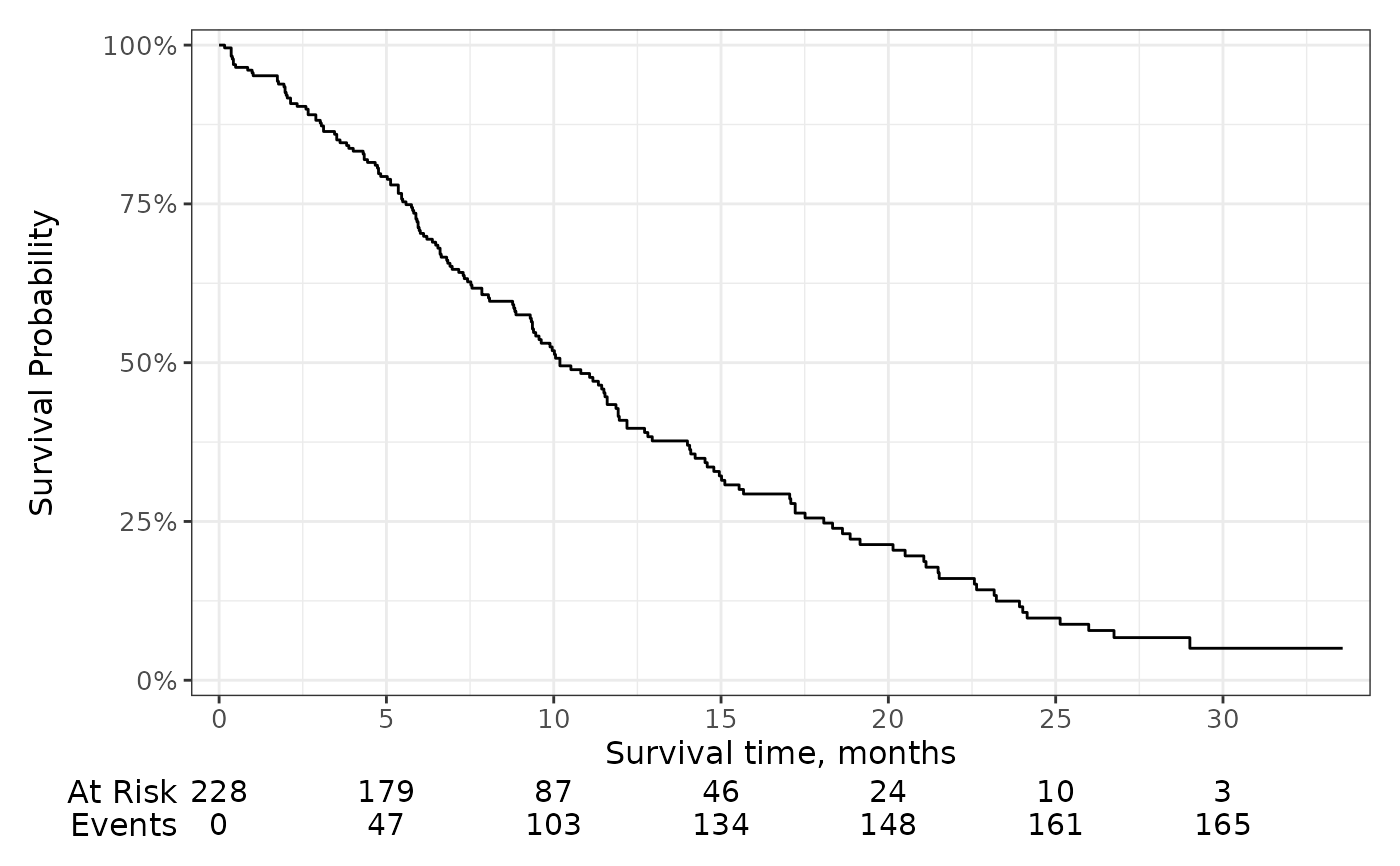 100%
75%
50%
25%
0%
Survival Probability
0 5 10 15 20 25 30
Survival time, months
At Risk 228 179 87 46 24 10 3
Events 0 47 103 134 148 161 165